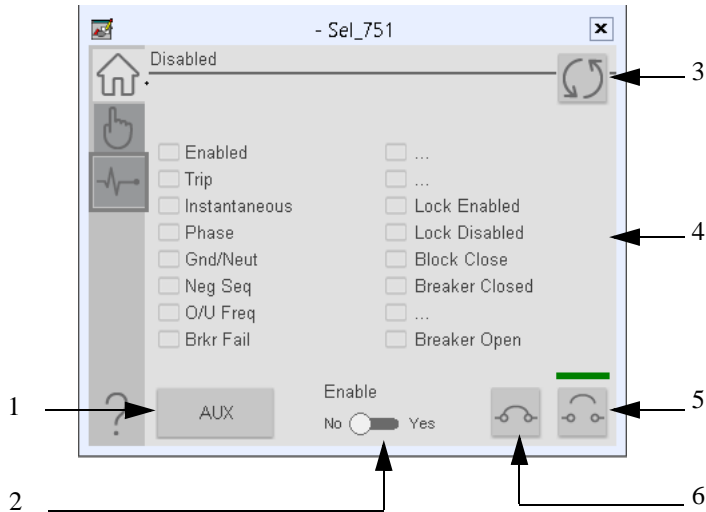 - Sel_751
Disabled
3
Enabled
...
Trip
...
Instantaneous
Lock Enabled
Phase
Lock Disabled
4
Gnd/Neut
Block Close
Neg Seq
Breaker Closed
O/U Freq
...
Brkr Fail
Breaker Open
Enable
1
?
AUX
No
Yes
5
2
6